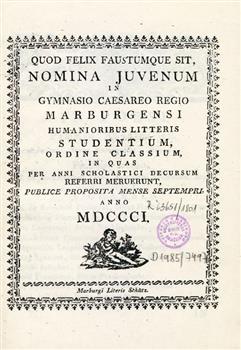 QUOD FELIX FAUSTUMQUE SIT,
NOMINA JUVENUM
IN
GYMNASIO CAESAREO REGIO
MARBURGENSI
HUMANIORIBUS LITTERIS
STUDENTIUM,
ORDINE CLASSIUM,
IN QUAS
PER ANNI SCHOLASTICI DECURSUM
REFERRI MERUERUNT,
PUBLICE PROPOSITA MENSE SEPTEMPRI
ANNO
MDCCCI.
Marburgi Literis Schütz.